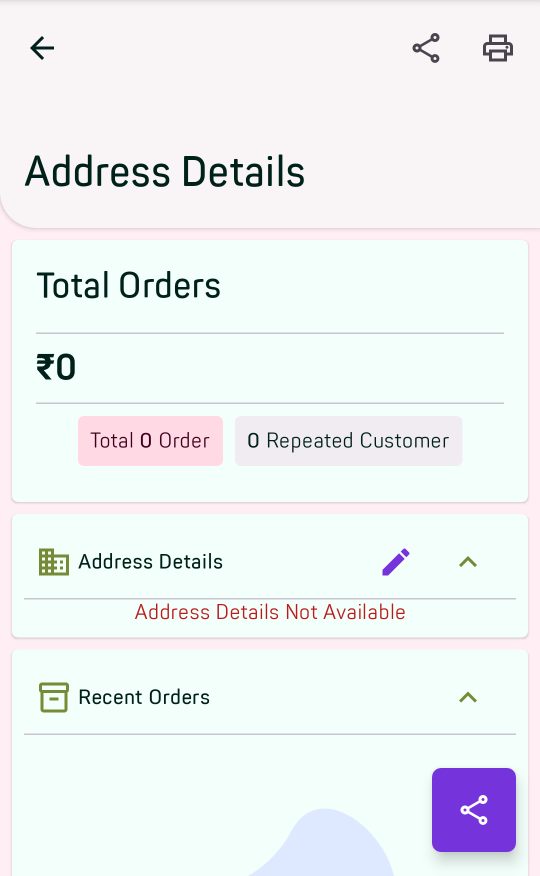 Address Details
Total Orders
₹0
Total 0 Order
0 Repeated Customer
Address Details
Address Details Not Available
Recent Orders